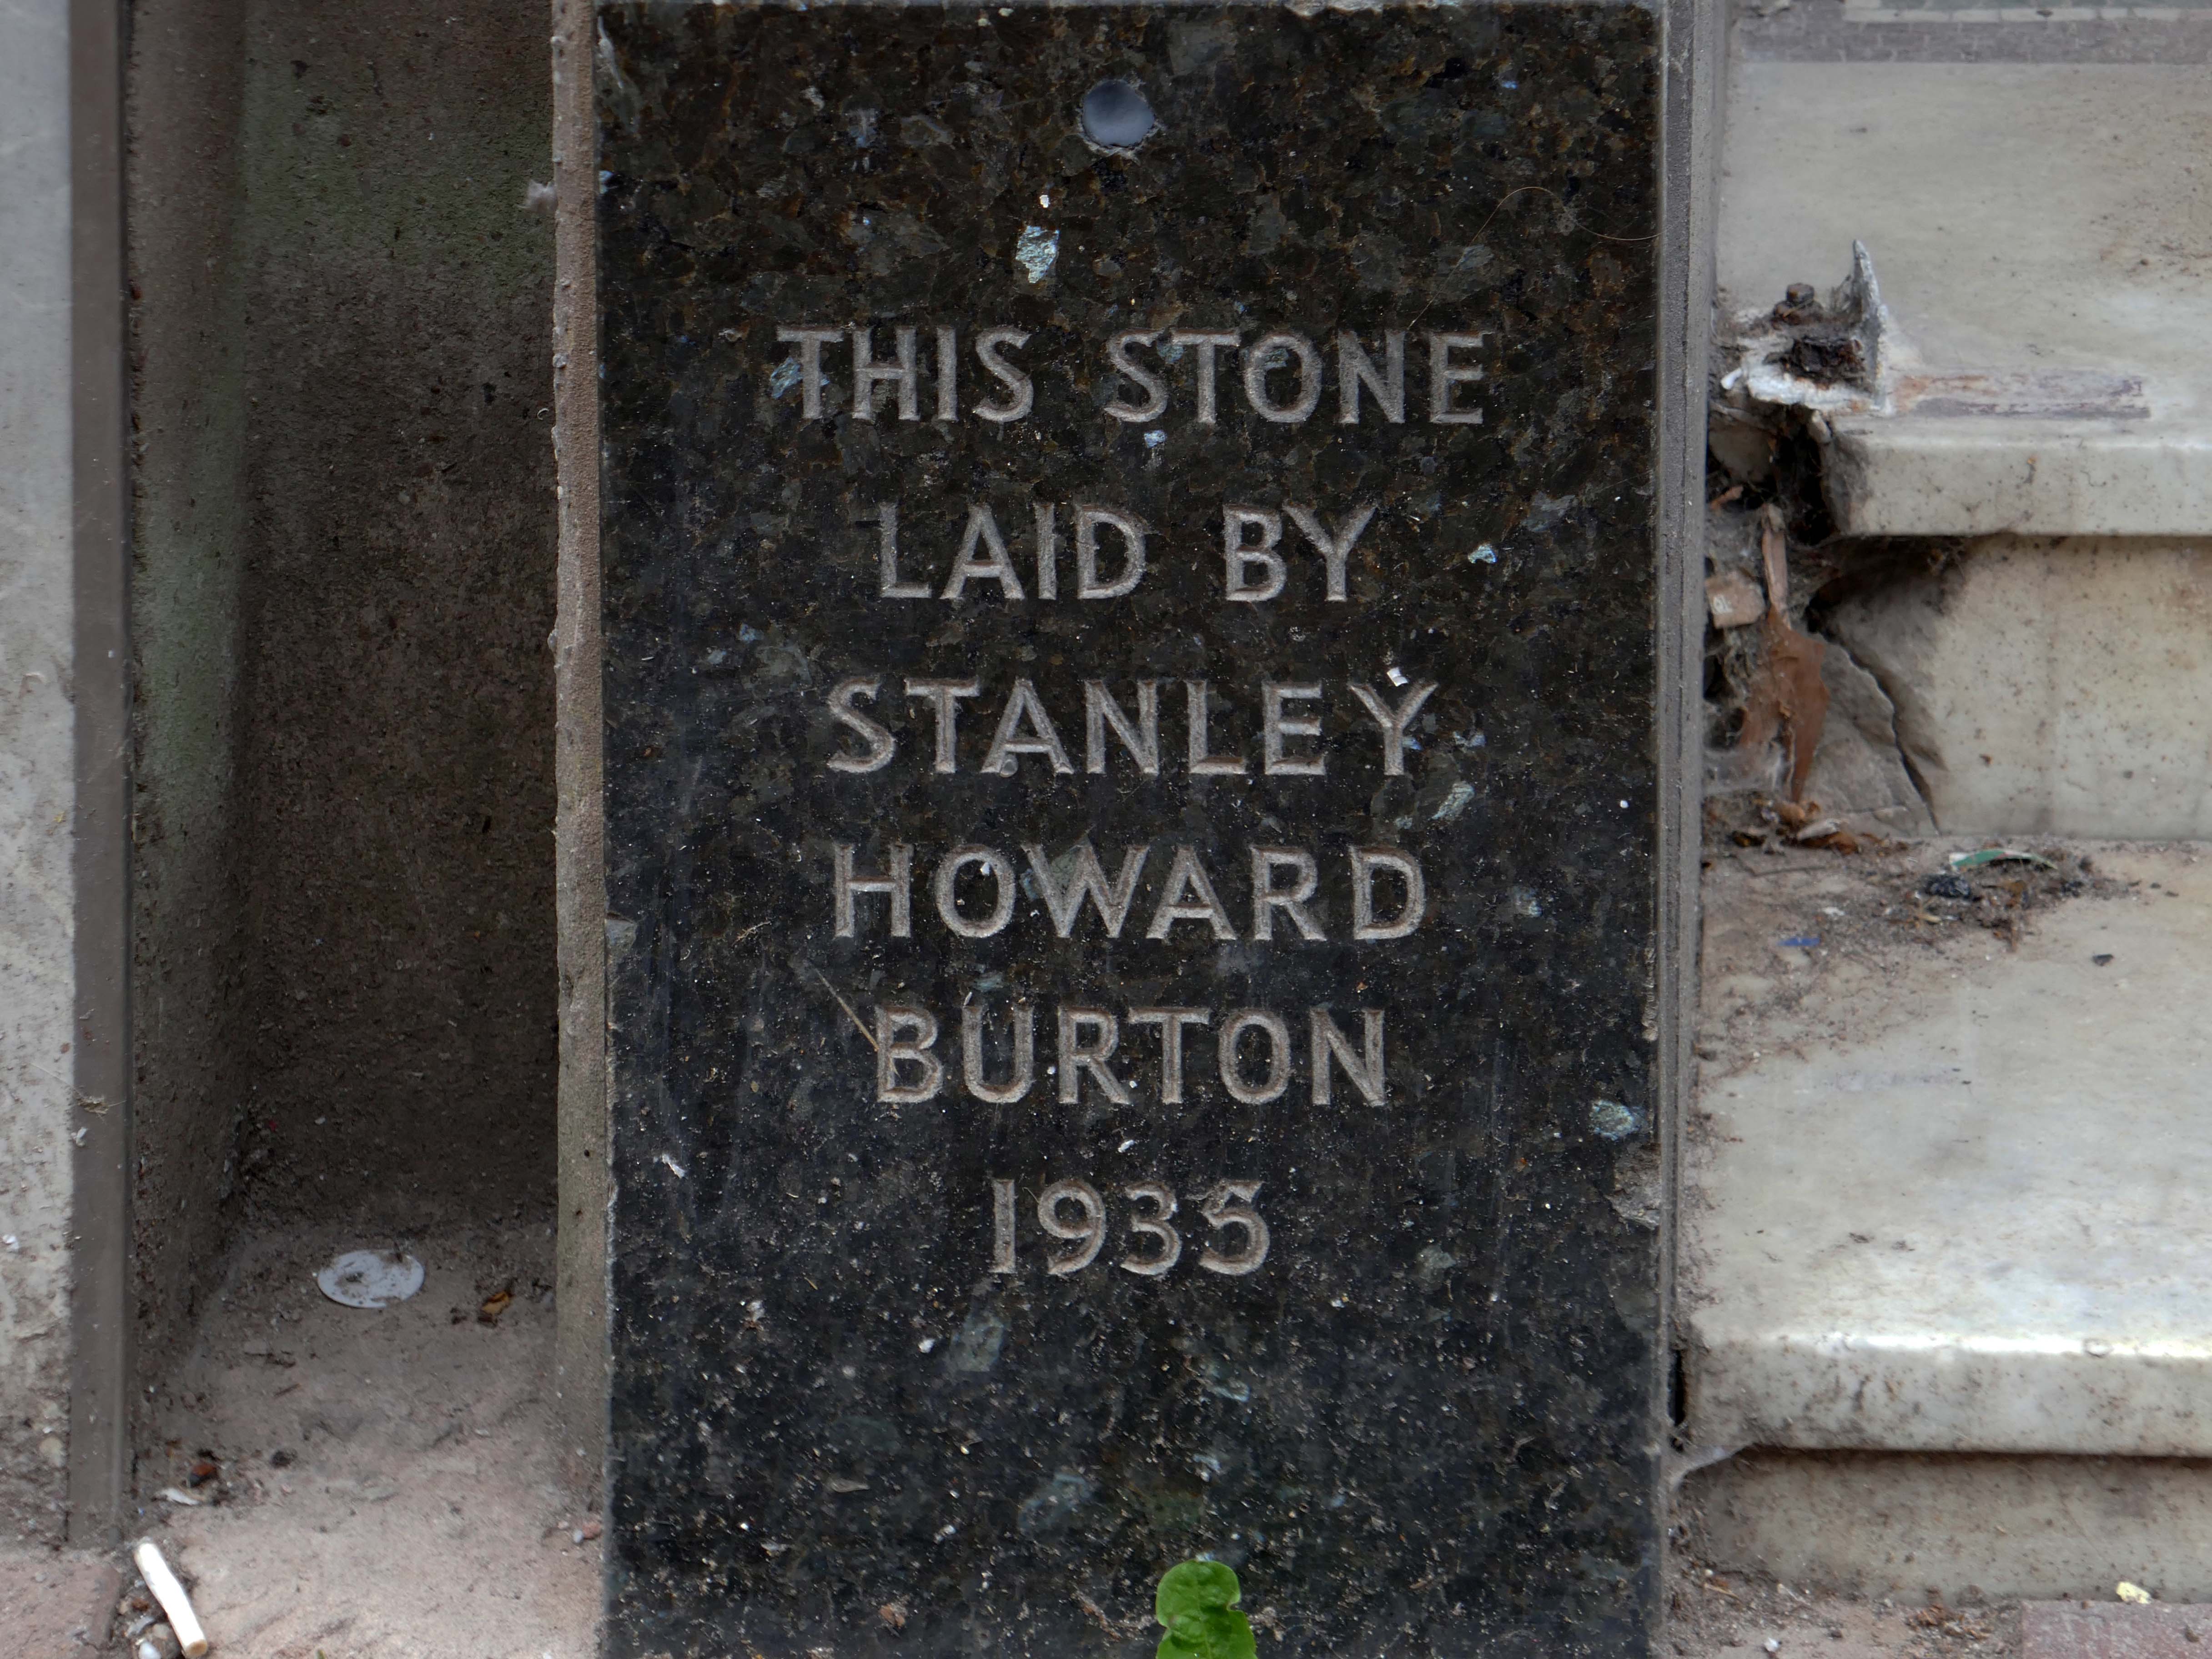 THIS STONE
LAID BY
STANLEY
HOWARD
BURTON
1935